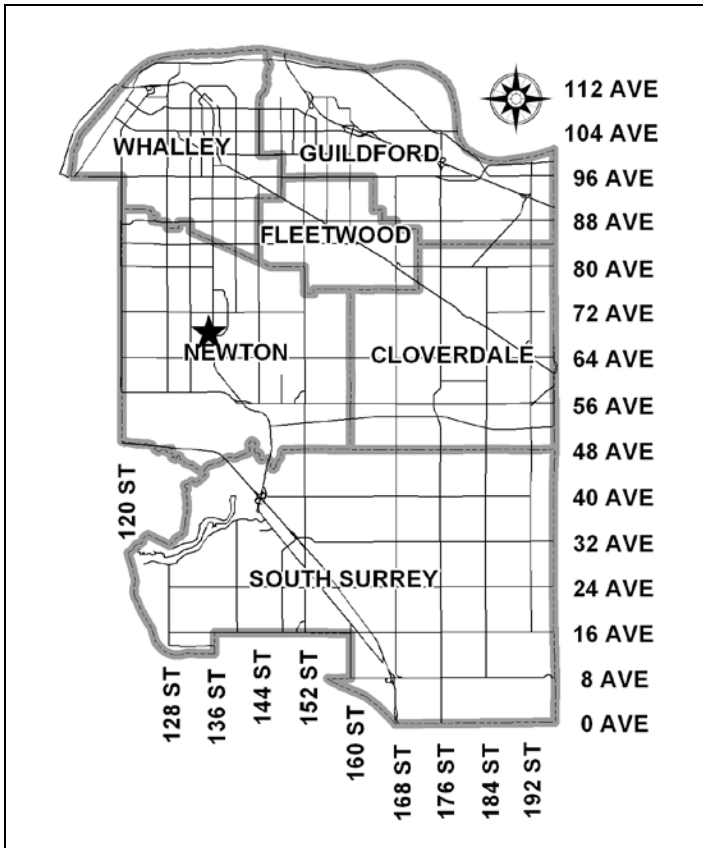 112 AVE
104 AVE
WHALLEY
GUILDFORD
96 AVE
88 AVE
FLEETWOOD
80 AVE
72 AVE
NEWTON
CLOVERDALE
64 AVE
56 AVE
48 AVE
120 ST
40 AVE
32 AVE
SOUTH SURREY
24 AVE
16 AVE
8 AVE
0 AVE
128 ST
136 ST
144 ST
152 ST
160 ST
168 ST
176 ST
184 ST
192 ST